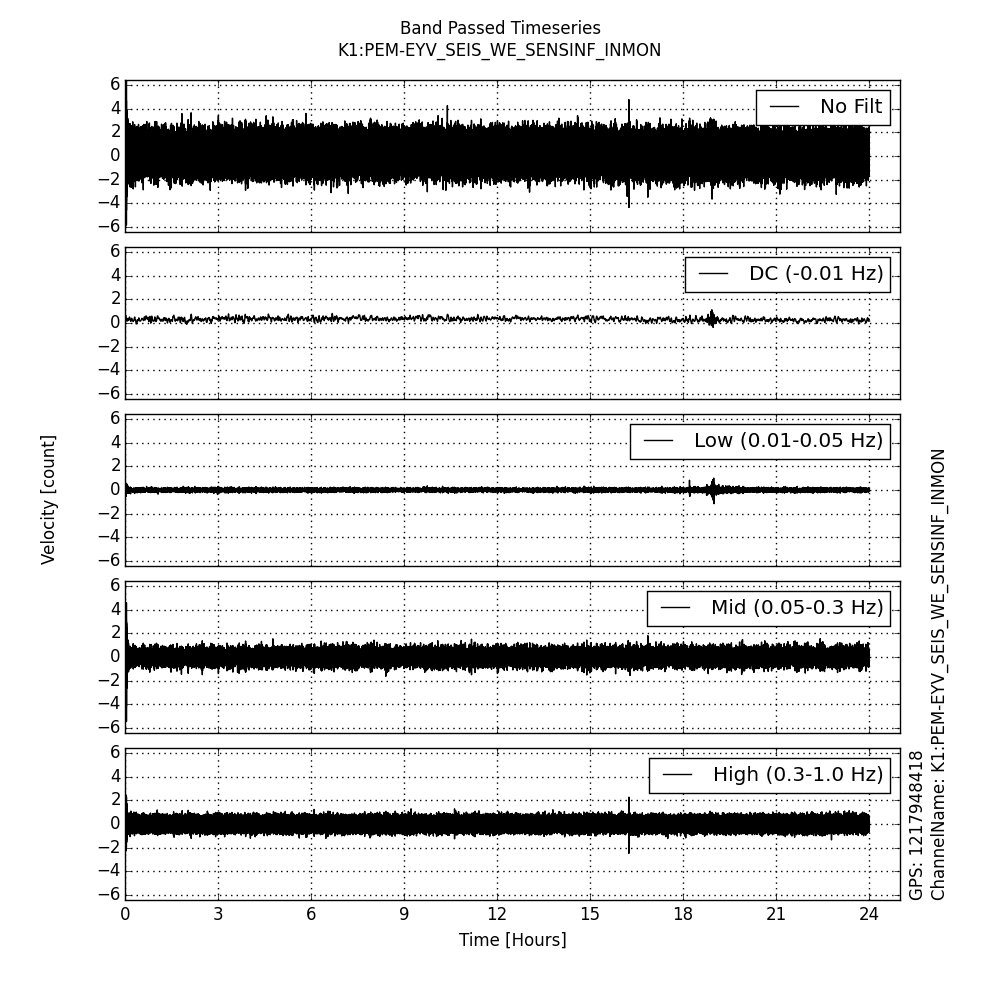 Band Passed Timeseries
K1:PEM-EYV_SEIS_WE_SENSINF_INMON
6
4
2
0
−2
−4
−6
No Filt
6
4
2
0
−2
−4
−6
DC (-0.01 Hz)
6
4
2
0
−2
−4
−6
Low (0.01-0.05 Hz)
6
4
2
0
−2
−4
−6
Mid (0.05-0.3 Hz)
6
4
2
0
−2
−4
−6
High (0.3-1.0 Hz)
0 3 6 9 12 15 18 21 24
Time [Hours]
Velocity [count]
GPS: 1217948418
ChannelName: K1:PEM-EYV_SEIS_WE_SENSINF_INMON